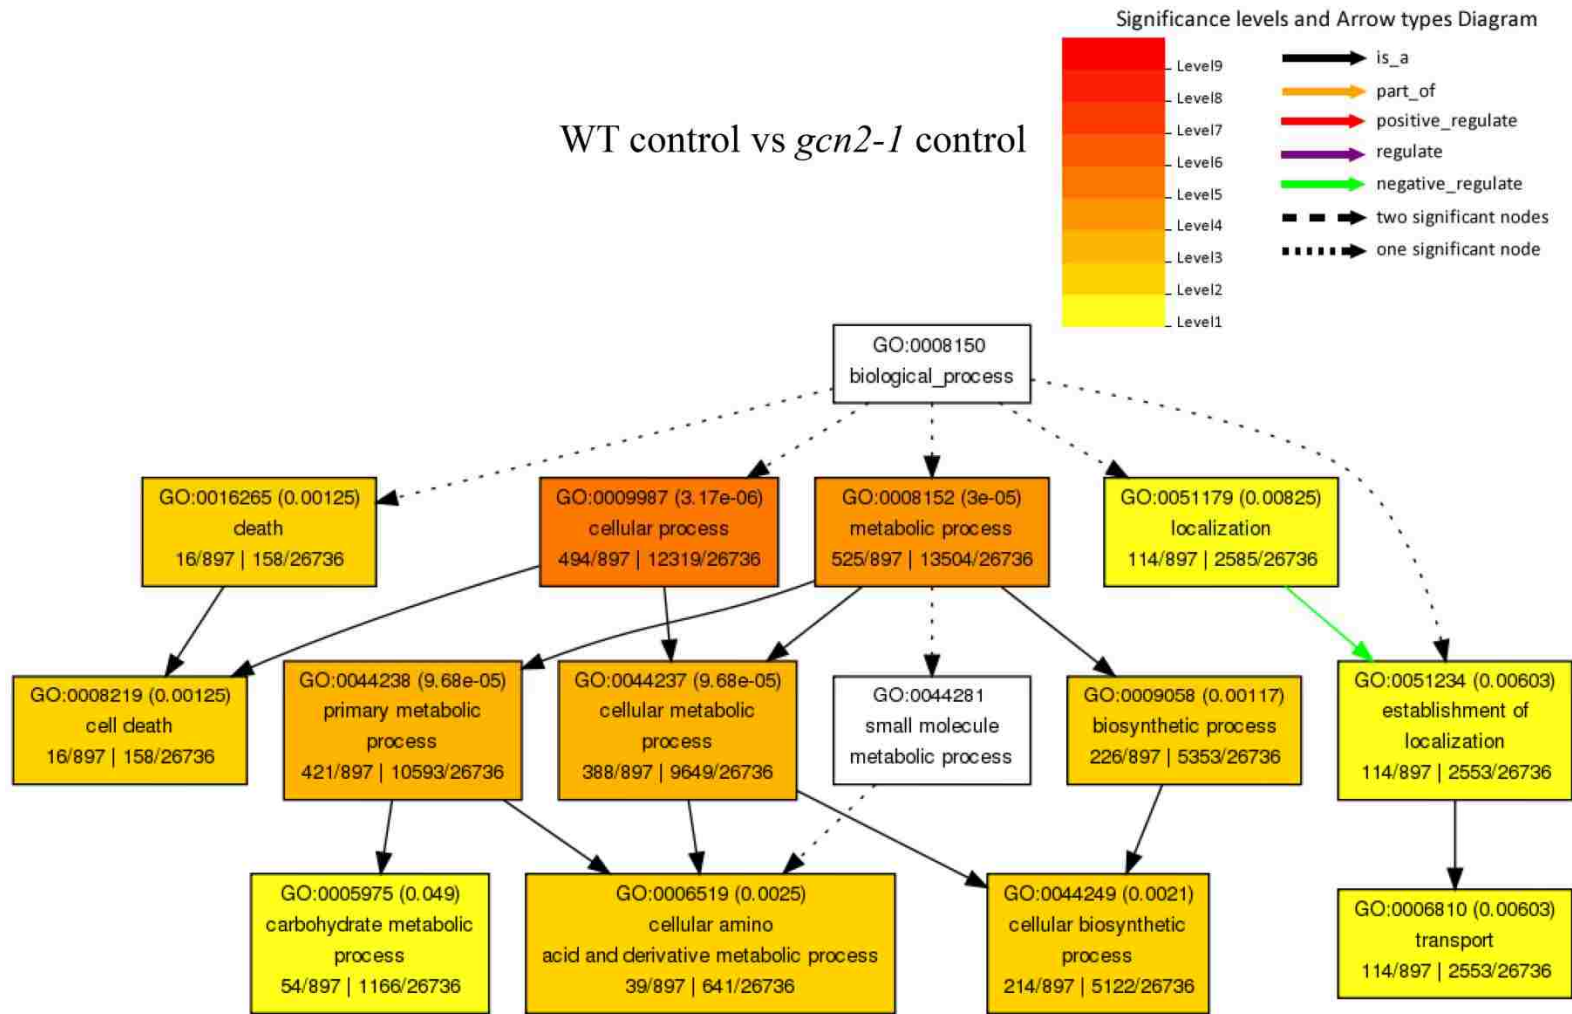 Significance levels and Arrow types Diagram
Level9
Level8
Level7
Level6
Level5
Level4
Level3
Level2
Level1
is_a
part_of
positive_regulate
regulate
negative_regulate
two significant nodes
one significant node
WT control vs gcn2-1 control
GO:0008150
biological_process
GO:0016265 (0.00125)
death
16/897 | 158/26736
GO:0009987 (3.17e-06)
cellular process
494/897 | 12319/26736
GO:0008152 (3e-05)
metabolic process
525/897 | 13504/26736
GO:0051179 (0.00825)
localization
114/897 | 2585/26736
GO:0008219 (0.00125)
cell death
16/897 | 158/26736
GO:0044238 (9.68e-05)
primary metabolic
process
421/897 | 10593/26736
GO:0044237 (9.68e-05)
cellular metabolic
process
388/897 | 9649/26736
GO:0044281
small molecule
metabolic process
GO:0009058 (0.00117)
biosynthetic process
226/897 | 5353/26736
GO:0051234 (0.00603)
establishment of
localization
114/897 | 2553/26736
GO:0005975 (0.049)
carbohydrate metabolic
process
54/897 | 1166/26736
GO:0006519 (0.0025)
cellular amino
acid and derivative metabolic process
39/897 | 641/26736
GO:0044249 (0.0021)
cellular biosynthetic
process
214/897 | 5122/26736
GO:0006810 (0.00603)
transport
114/897 | 2553/26736